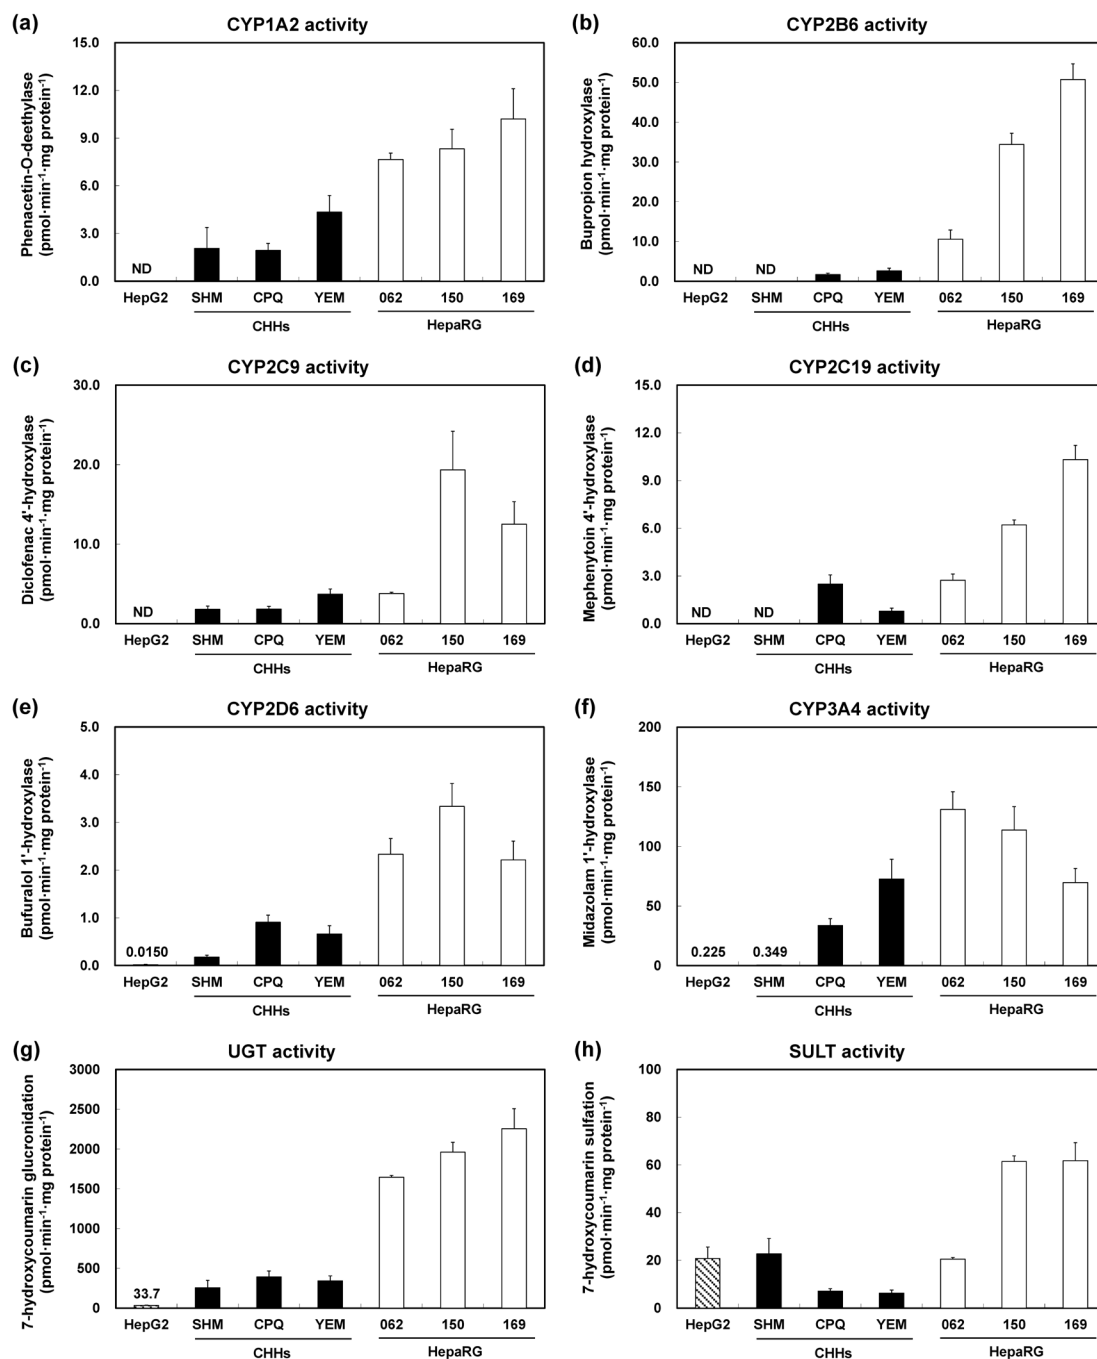 (a) CYP1A2 activity
Phenacetin-O-deethylase
(pmol·min⁻¹·mg protein⁻¹)
15.0
12.0
9.0
6.0
3.0
0.0
ND
HepG2 SHM CPQ YEM 062 150 169
CHHs HepaRG
(b) CYP2B6 activity
Bupropion hydroxylase
(pmol·min⁻¹·mg protein⁻¹)
60.0
50.0
40.0
30.0
20.0
10.0
0.0
ND ND
HepG2 SHM CPQ YEM 062 150 169
CHHs HepaRG
(c) CYP2C9 activity
Diclofenac 4'-hydroxylase
(pmol·min⁻¹·mg protein⁻¹)
30.0
20.0
10.0
0.0
ND
HepG2 SHM CPQ YEM 062 150 169
CHHs HepaRG
(d) CYP2C19 activity
Mephenytoin 4'-hydroxylase
(pmol·min⁻¹·mg protein⁻¹)
15.0
12.0
9.0
6.0
3.0
0.0
ND ND
HepG2 SHM CPQ YEM 062 150 169
CHHs HepaRG
(e) CYP2D6 activity
Bufuralol 1'-hydroxylase
(pmol·min⁻¹·mg protein⁻¹)
5.0
4.0
3.0
2.0
1.0
0.0
0.0150
HepG2 SHM CPQ YEM 062 150 169
CHHs HepaRG
(f) CYP3A4 activity
Midazolam 1'-hydroxylase
(pmol·min⁻¹·mg protein⁻¹)
200
150
100
50
0
0.225 0.349
HepG2 SHM CPQ YEM 062 150 169
CHHs HepaRG
(g) UGT activity
7-hydroxycoumarin glucronidation
(pmol·min⁻¹·mg protein⁻¹)
3000
2500
2000
1500
1000
500
0
33.7
HepG2 SHM CPQ YEM 062 150 169
CHHs HepaRG
(h) SULT activity
7-hydroxycoumarin sulfation
(pmol·min⁻¹·mg protein⁻¹)
100
80
60
40
20
0
HepG2 SHM CPQ YEM 062 150 169
CHHs HepaRG